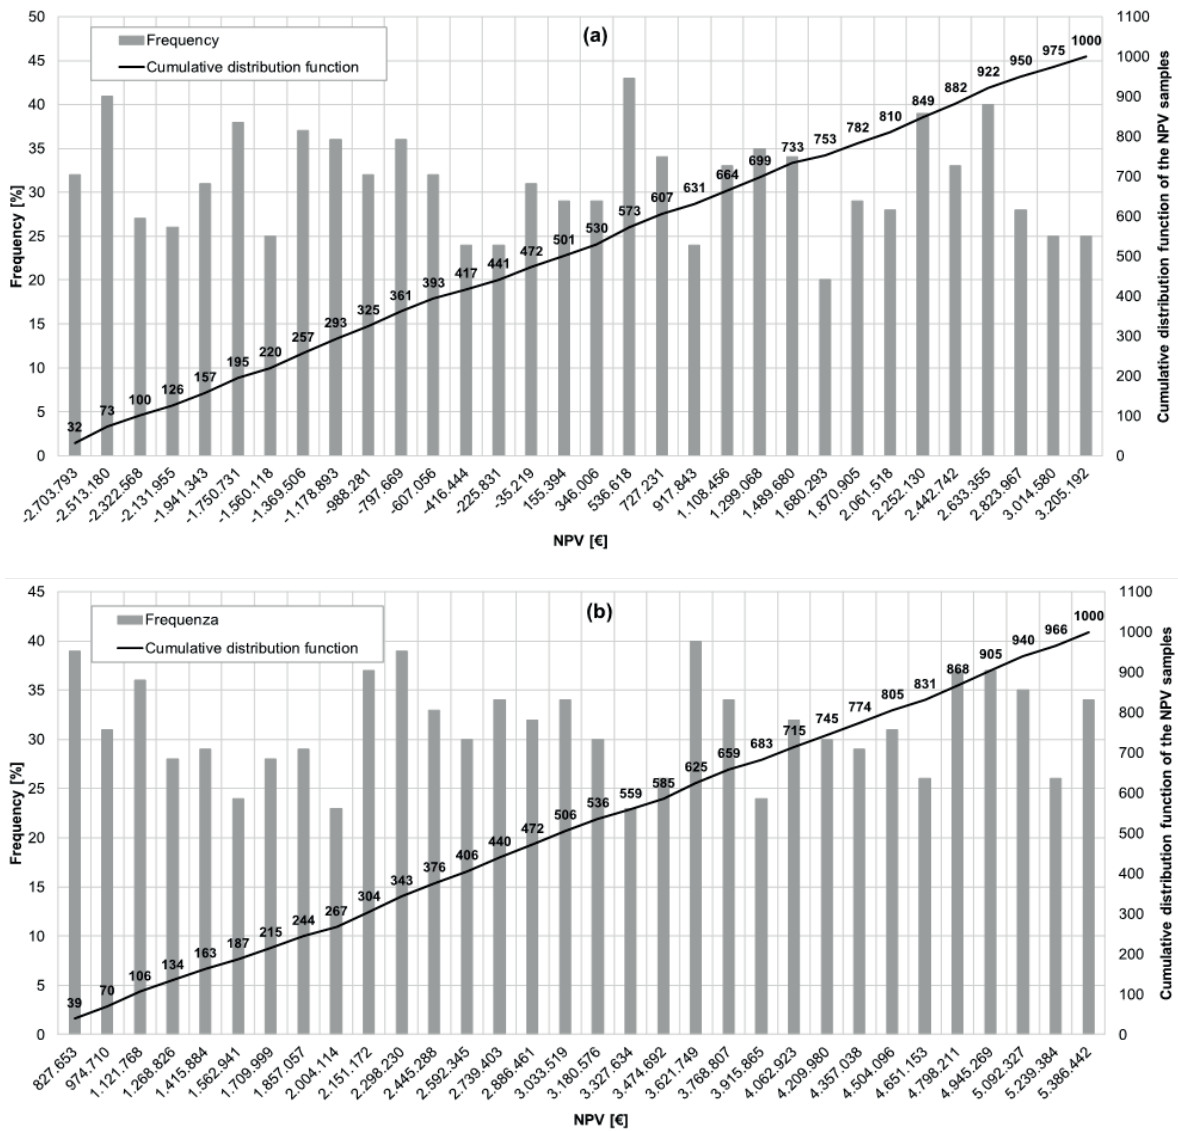 (a)
Frequency
Cumulative distribution function
Frequency [%]
50
45
40
35
30
25
20
15
10
5
0
32 73 100 126 157 195 220 257 293 325 361 393 417 441 472 501 530 573 607 631 664 699 733 753 782 810 849 882 922 950 975 1000
1100
1000
900
800
700
600
500
400
300
200
100
0
Cumulative distribution function of the NPV samples
-2.703.793 -2.513.180 -2.322.568 -2.131.955 -1.941.343 -1.750.731 -1.560.118 -1.369.506 -1.178.893 -988.281 -797.669 -607.056 -416.444 -225.831 -35.219 155.394 346.006 536.618 727.231 917.843 1.108.456 1.299.068 1.489.680 1.680.293 1.870.905 2.061.518 2.252.130 2.442.742 2.633.355 2.823.967 3.014.580 3.205.192
NPV [€]
(b)
Frequenza
Cumulative distribution function
Frequency [%]
45
40
35
30
25
20
15
10
5
0
39 70 106 134 163 187 215 244 267 304 343 376 406 440 472 506 536 559 585 625 659 683 715 745 774 805 831 868 905 940 966 1000
1100
1000
900
800
700
600
500
400
300
200
100
0
Cumulative distribution function of the NPV samples
827.653 974.710 1.121.768 1.268.826 1.415.884 1.562.941 1.709.999 1.857.057 2.004.114 2.151.172 2.298.230 2.445.288 2.592.345 2.739.403 2.886.461 3.033.519 3.180.576 3.327.634 3.474.692 3.621.749 3.768.807 3.915.865 4.062.923 4.209.980 4.357.038 4.504.096 4.651.153 4.798.211 4.945.269 5.092.327 5.239.384 5.386.442
NPV [€]